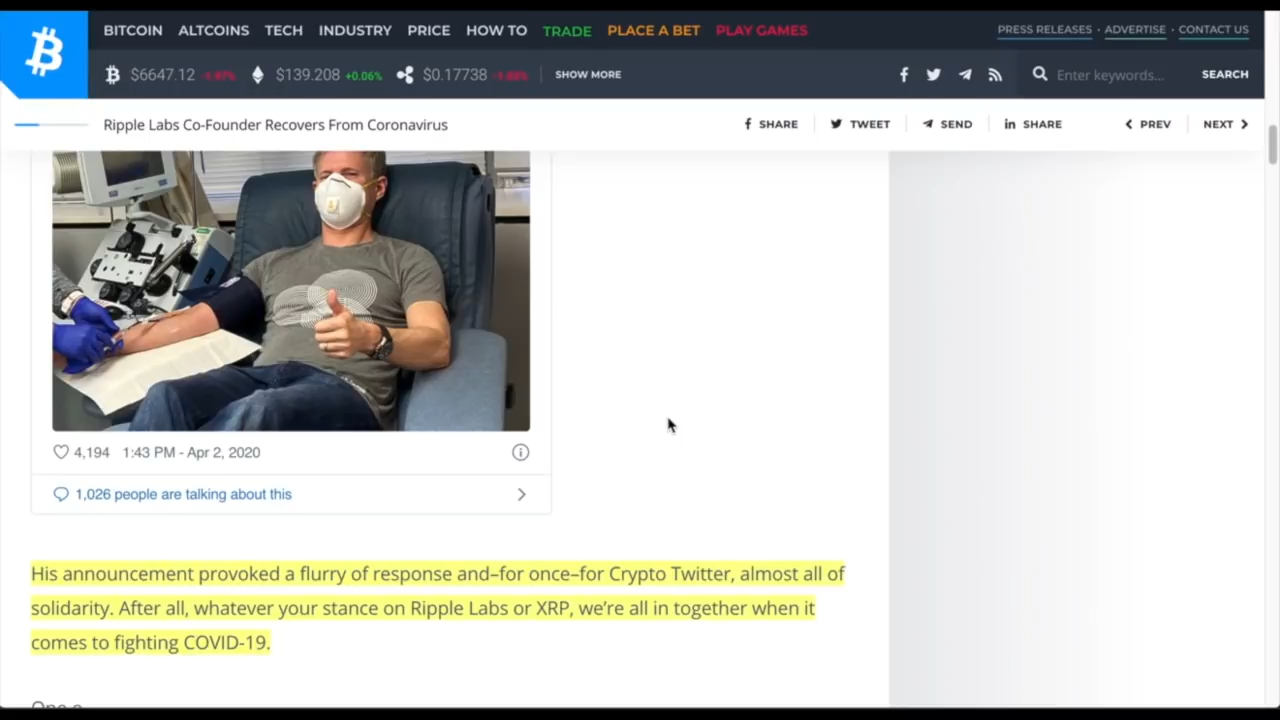 BITCOIN ALTCOINS TECH INDUSTRY PRICE HOW TO TRADE PLACE A BET PLAY GAMES PRESS RELEASES · ADVERTISE · CONTACT US
$6647.12 -1.97% $139.208 +0.06% $0.17738 SHOW MORE Enter keywords... SEARCH
Ripple Labs Co-Founder Recovers From Coronavirus SHARE TWEET SEND SHARE PREV NEXT
4,194 1:43 PM - Apr 2, 2020
1,026 people are talking about this
His announcement provoked a flurry of response and–for once–for Crypto Twitter, almost all of
solidarity. After all, whatever your stance on Ripple Labs or XRP, we're all in together when it
comes to fighting COVID-19.